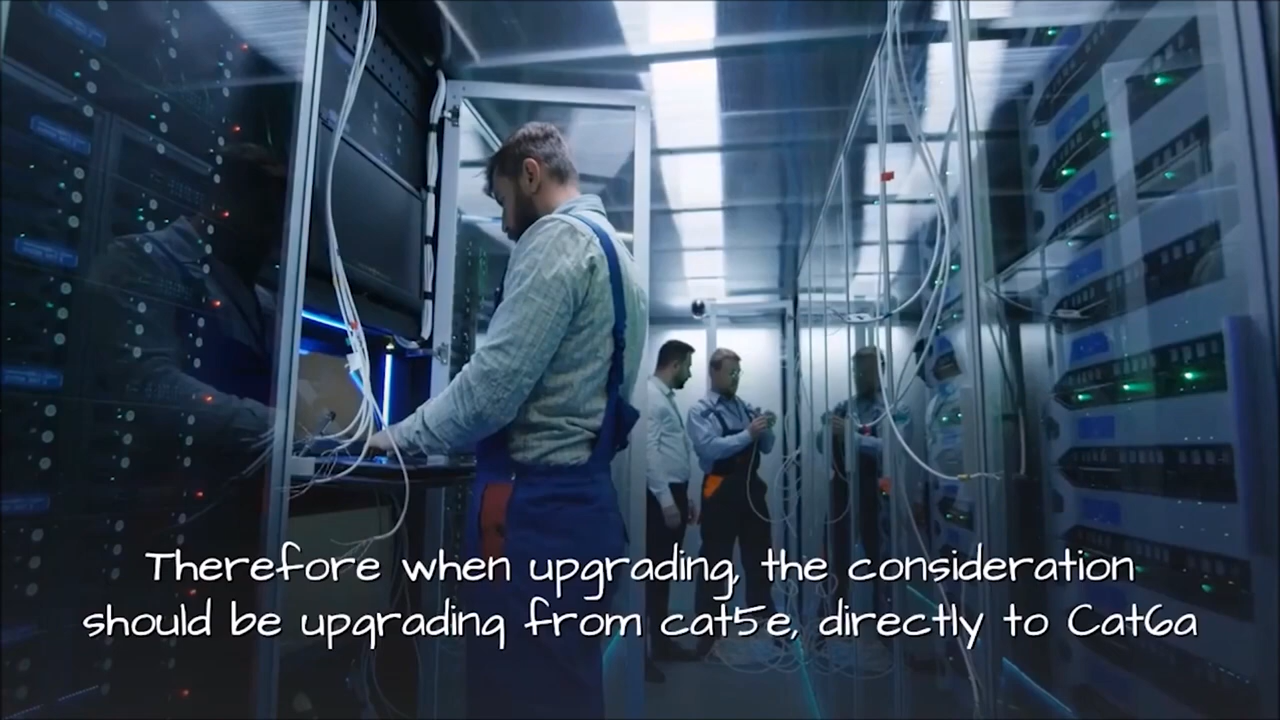 Therefore when upgrading, the consideration
should be upgrading from cat5e, directly to Cat6a